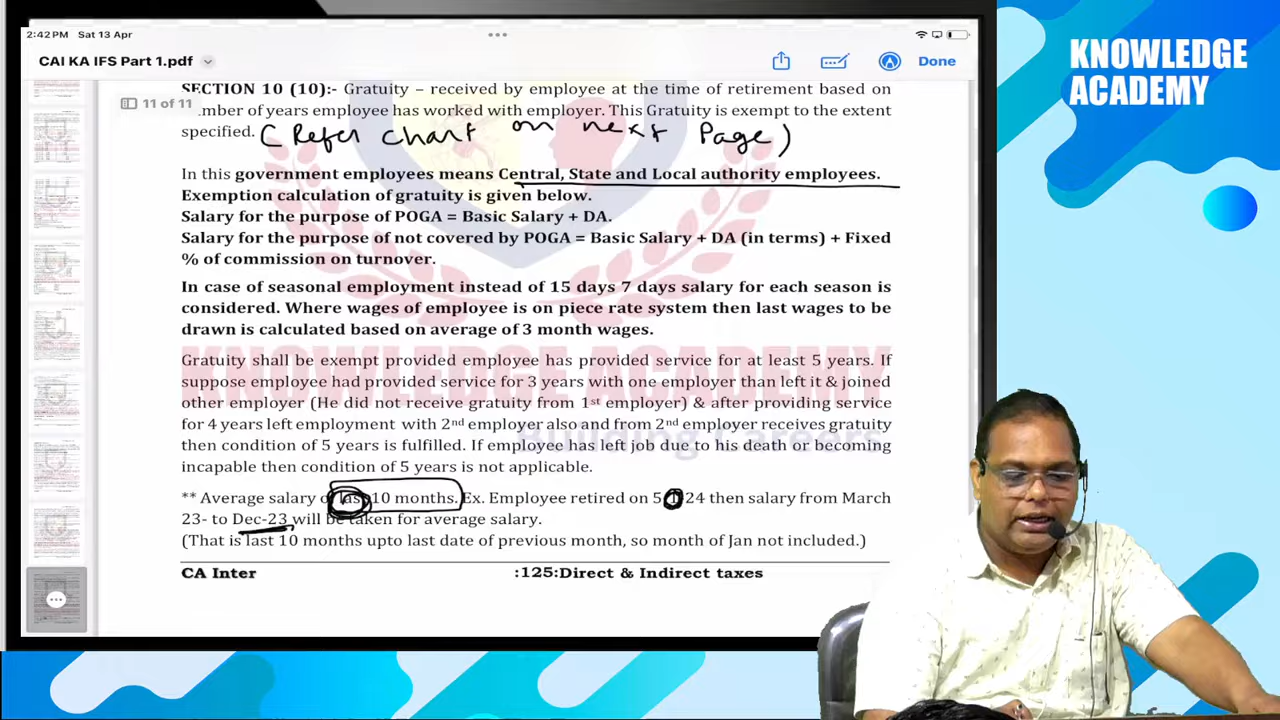 2:42 PM Sat 13 Apr
KNOWLEDGE
ACADEMY
CAI KA IFS Part 1.pdf
Done
SECTION 10 (10) - Gratuity - received by employee at the time of retirement based on
11 of 11
of years employee had worked with employer. This Gratuity is exempt to the extent
specified. (Refer chart on next Page)
In this government employees means Central, State and Local authority employees.
Exemption calculation of gratuity is given below.
Salary for the purpose of POGA = Basic Salary + DA.
Salary for the purpose of not covered by POGA = Basic Salary + DA (in terms) + Fixed
% of commission on turnover.
In case of seasonal employment instead of 15 days 7 days salary for each season is
considered. Where wages of employee is on piece rate system then last wages to be
drawn is calculated based on average of 3 month wages.
Gratuity shall be exempt provided employee has provided service for at least 5 years. If
suppose employee had provided service for 3 years with one employer then left it & joined
other employer (He did not receive gratuity from 1st employer) & after providing service
for 4 years left employment with 2nd employer also and from 2nd employer receives gratuity
then condition of 5 years is fulfilled. If employee had left job due to his death or becoming
insane then condition of 5 years is not applicable.
** Average salary of last 10 months. Ex. Employee retired on 5 24 then salary from March
23- to Dec-23 will be taken for average salary.
(That is last 10 months upto last date of previous month, so month of Jan not included.)
CA Inter :125: Direct & Indirect taxes